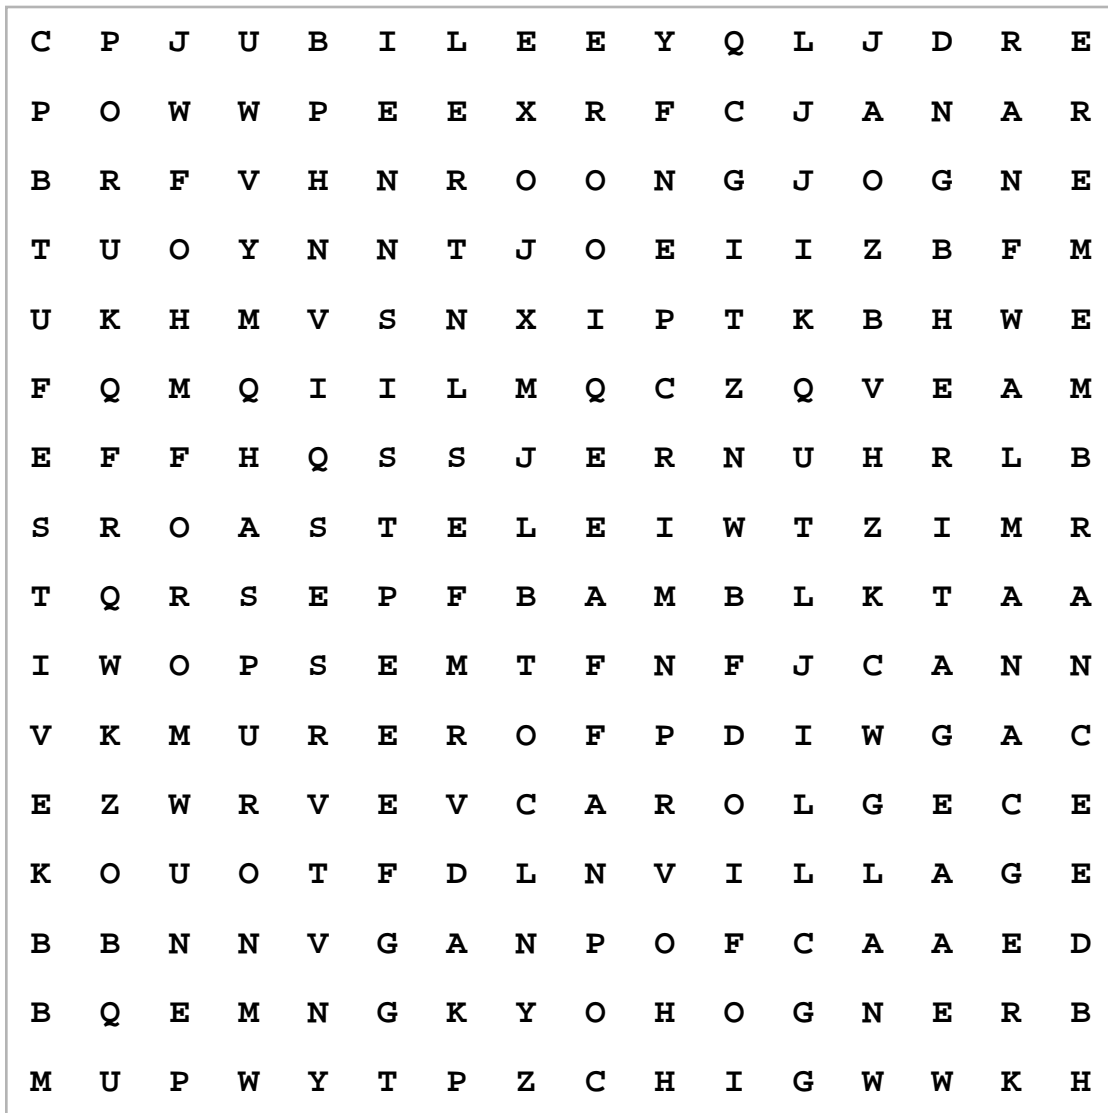 C P J U B I L E E Y Q L J D R E
P O W W P E E X R F C J A N A R
B R F V H N R O O N G J O G N E
T U O Y N N T J O E I I Z B F M
U K H M V S N X I P T K B H W E
F Q M Q I I L M Q C Z Q V E A M
E F F H Q S S J E R N U H R L B
S R O A S T E L E I W T Z I M R
T Q R S E P F B A M B L K T A A
I W O P S E M T F N F J C A N N
V K M U R E R O F P D I W G A C
E Z W R V E V C A R O L G E C E
K O U O T F D L N V I L L A G E
B B N N V G A N P O F C A A E D
B Q E M N G K Y O H O G N E R B
M U P W Y T P Z C H I G W W K H